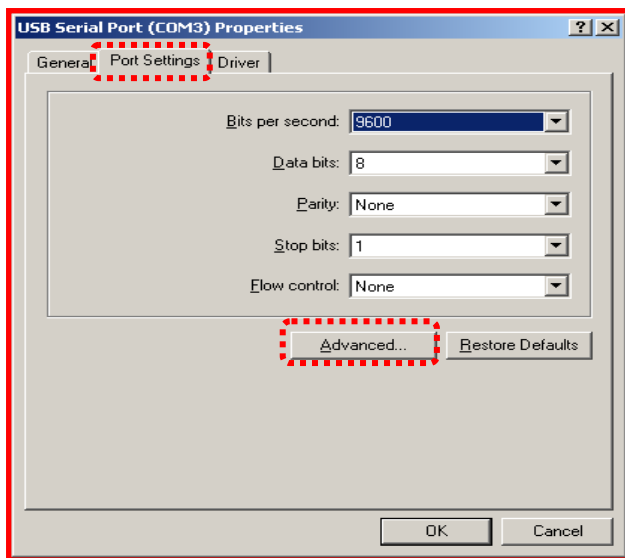 USB Serial Port (COM3) Properties
General Port Settings Driver
Bits per second: 9600
Data bits: 8
Parity: None
Stop bits: 1
Flow control: None
Advanced... Restore Defaults
OK Cancel